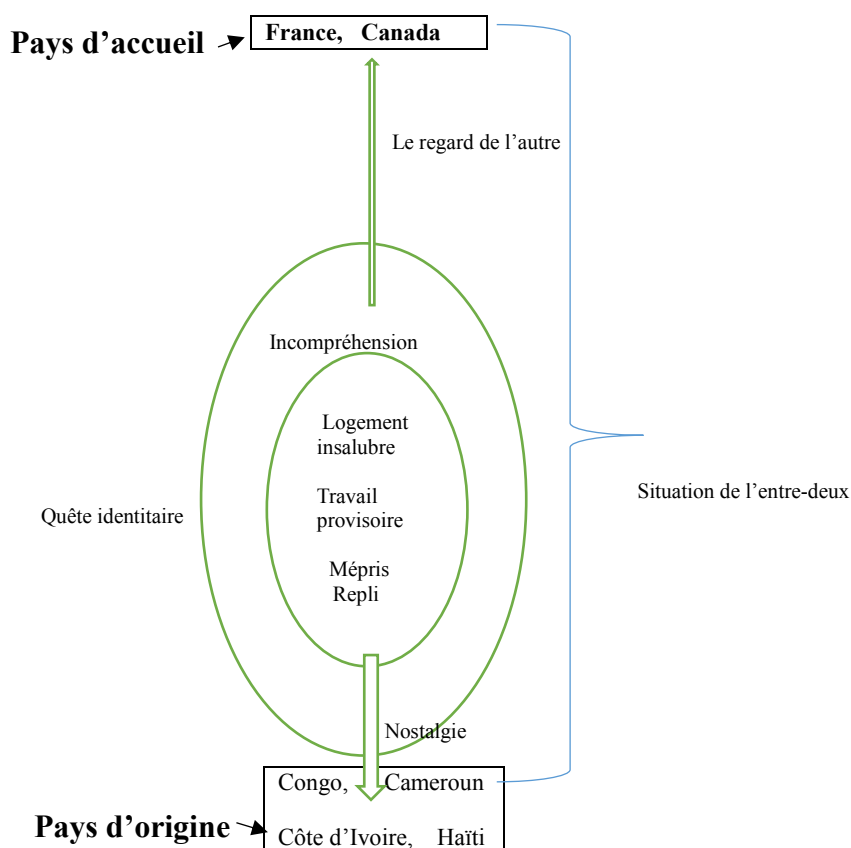 Pays d’accueil
France, Canada
Le regard de l’autre
Incompréhension
Logement
insalubre
Travail
provisoire
Mépris
Repli
Quête identitaire
Situation de l’entre-deux
Nostalgie
Congo, Cameroun
Pays d’origine
Côte d’Ivoire, Haïti